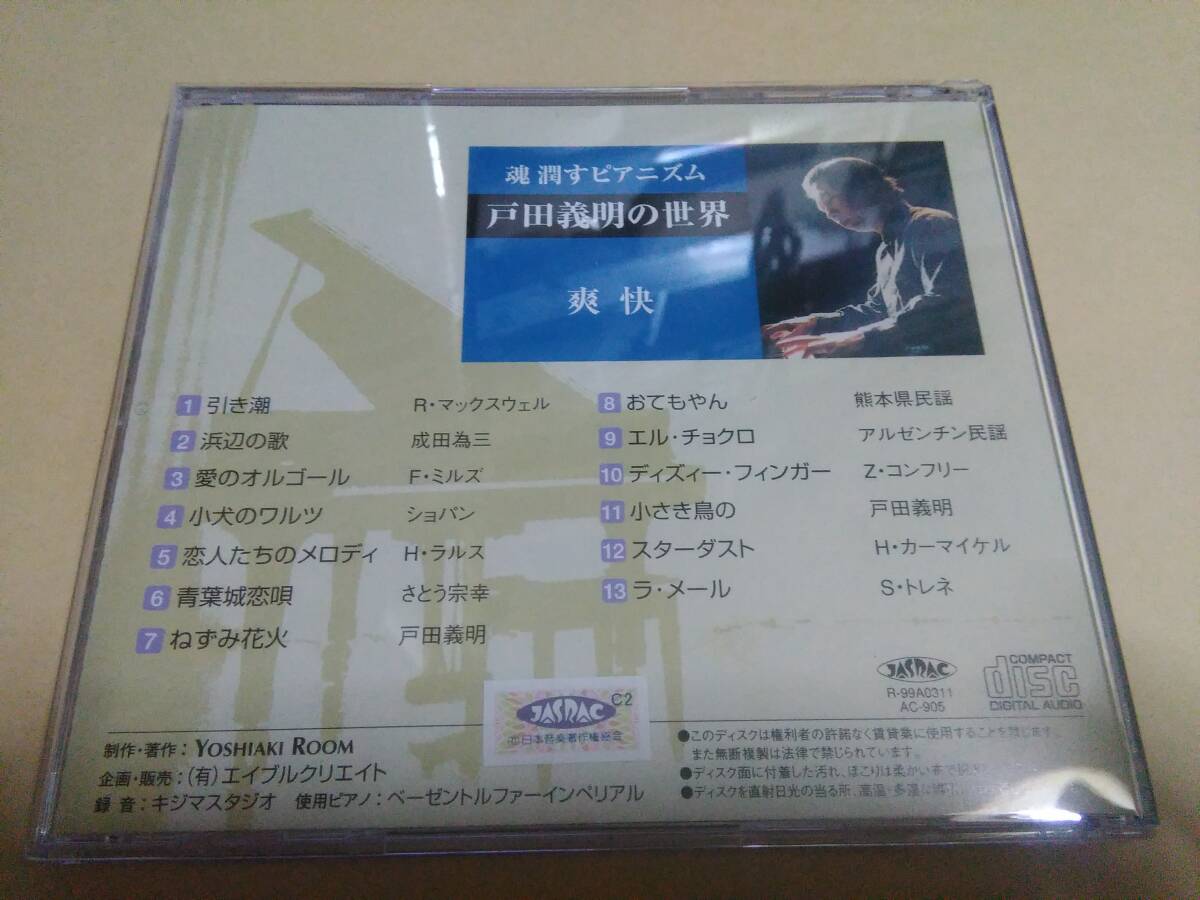 魂 潤すピアニズム
戸田義明の世界
爽快
1 引き潮 R・マックスウェル
2 浜辺の歌 成田為三
3 愛のオルゴール F・ミルズ
4 小犬のワルツ ショパン
5 恋人たちのメロディ H・ラルス
6 青葉城恋唄 さとう宗幸
7 ねずみ花火 戸田義明
8 おてもやん 熊本県民謡
9 エル・チョクロ アルゼンチン民謡
10 ディズィー・フィンガー Z・コンフリー
11 小さき鳥の 戸田義明
12 スターダスト H・カーマイケル
13 ラ・メール S・トレネ
JASRAC
R-99A0311
AC-905
COMPACT
disc
DIGITAL AUDIO
C2
JASRAC
日本音楽著作権協会
制作・著作：YOSHIAKI ROOM
企画・販売：(有)エイブルクリエイト
録 音：キジマスタジオ 使用ピアノ：ベーゼントルファーインペリアル
●このディスクは権利者の許諾なく賃貸業に使用することを禁じます。
また無断複製は法律で禁じられています。
●ディスク面に付着した汚れ、ほこりは柔かい布で
●ディスクを直射日光の当る所、高温・多湿な